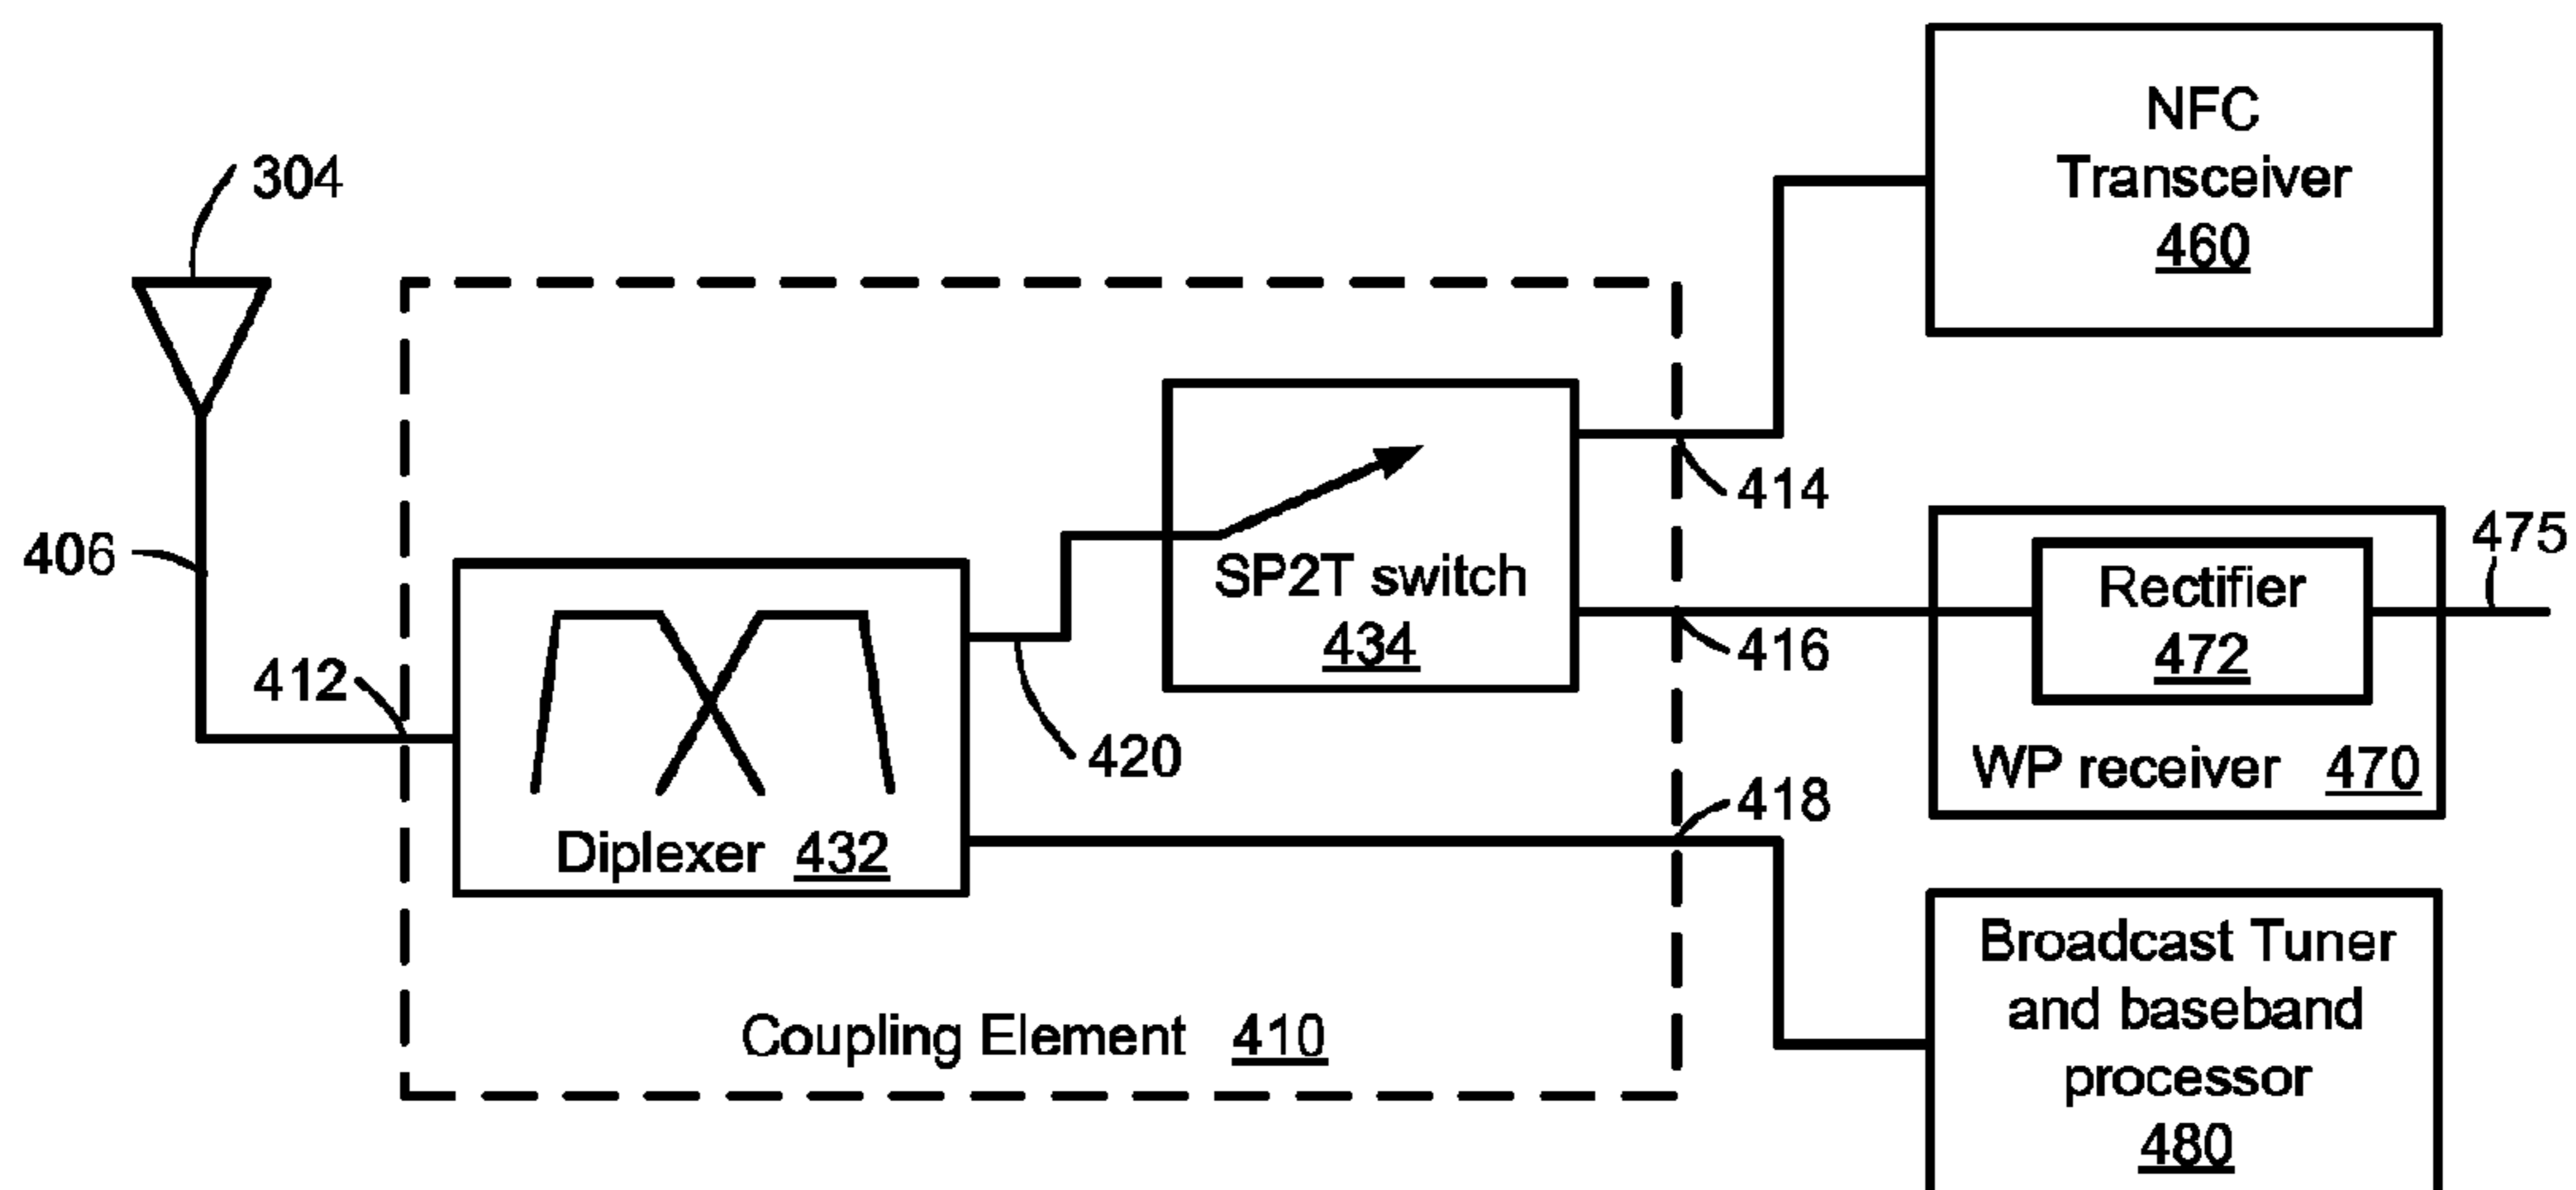 304
406
412
NFC
Transceiver
460
414
SP2T switch
434
416
420
Rectifier
472
475
WP receiver 470
418
Diplexer 432
Coupling Element 410
Broadcast Tuner
and baseband
processor
480